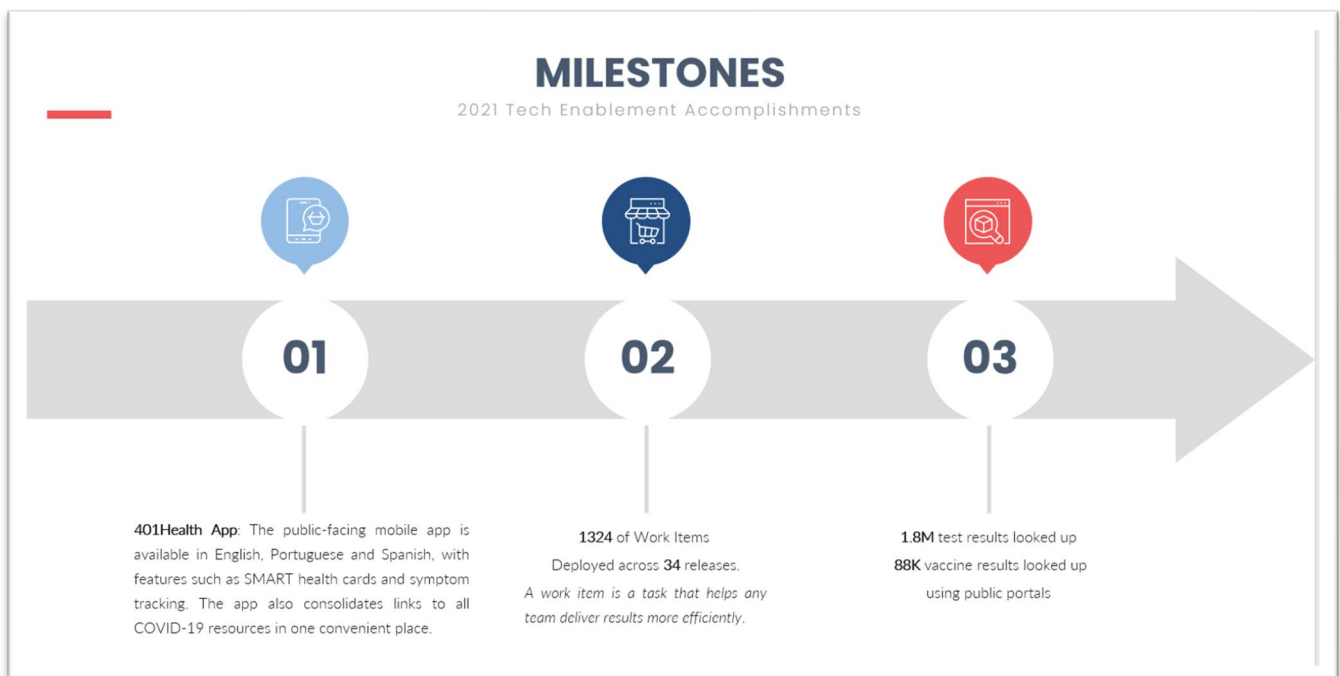 MILESTONES
2021 Tech Enablement Accomplishments
01
02
03
401Health App: The public-facing mobile app is
available in English, Portuguese and Spanish, with
features such as SMART health cards and symptom
tracking. The app also consolidates links to all
COVID-19 resources in one convenient place.
1324 of Work Items
Deployed across 34 releases.
A work item is a task that helps any
team deliver results more efficiently.
1.8M test results looked up
88K vaccine results looked up
using public portals